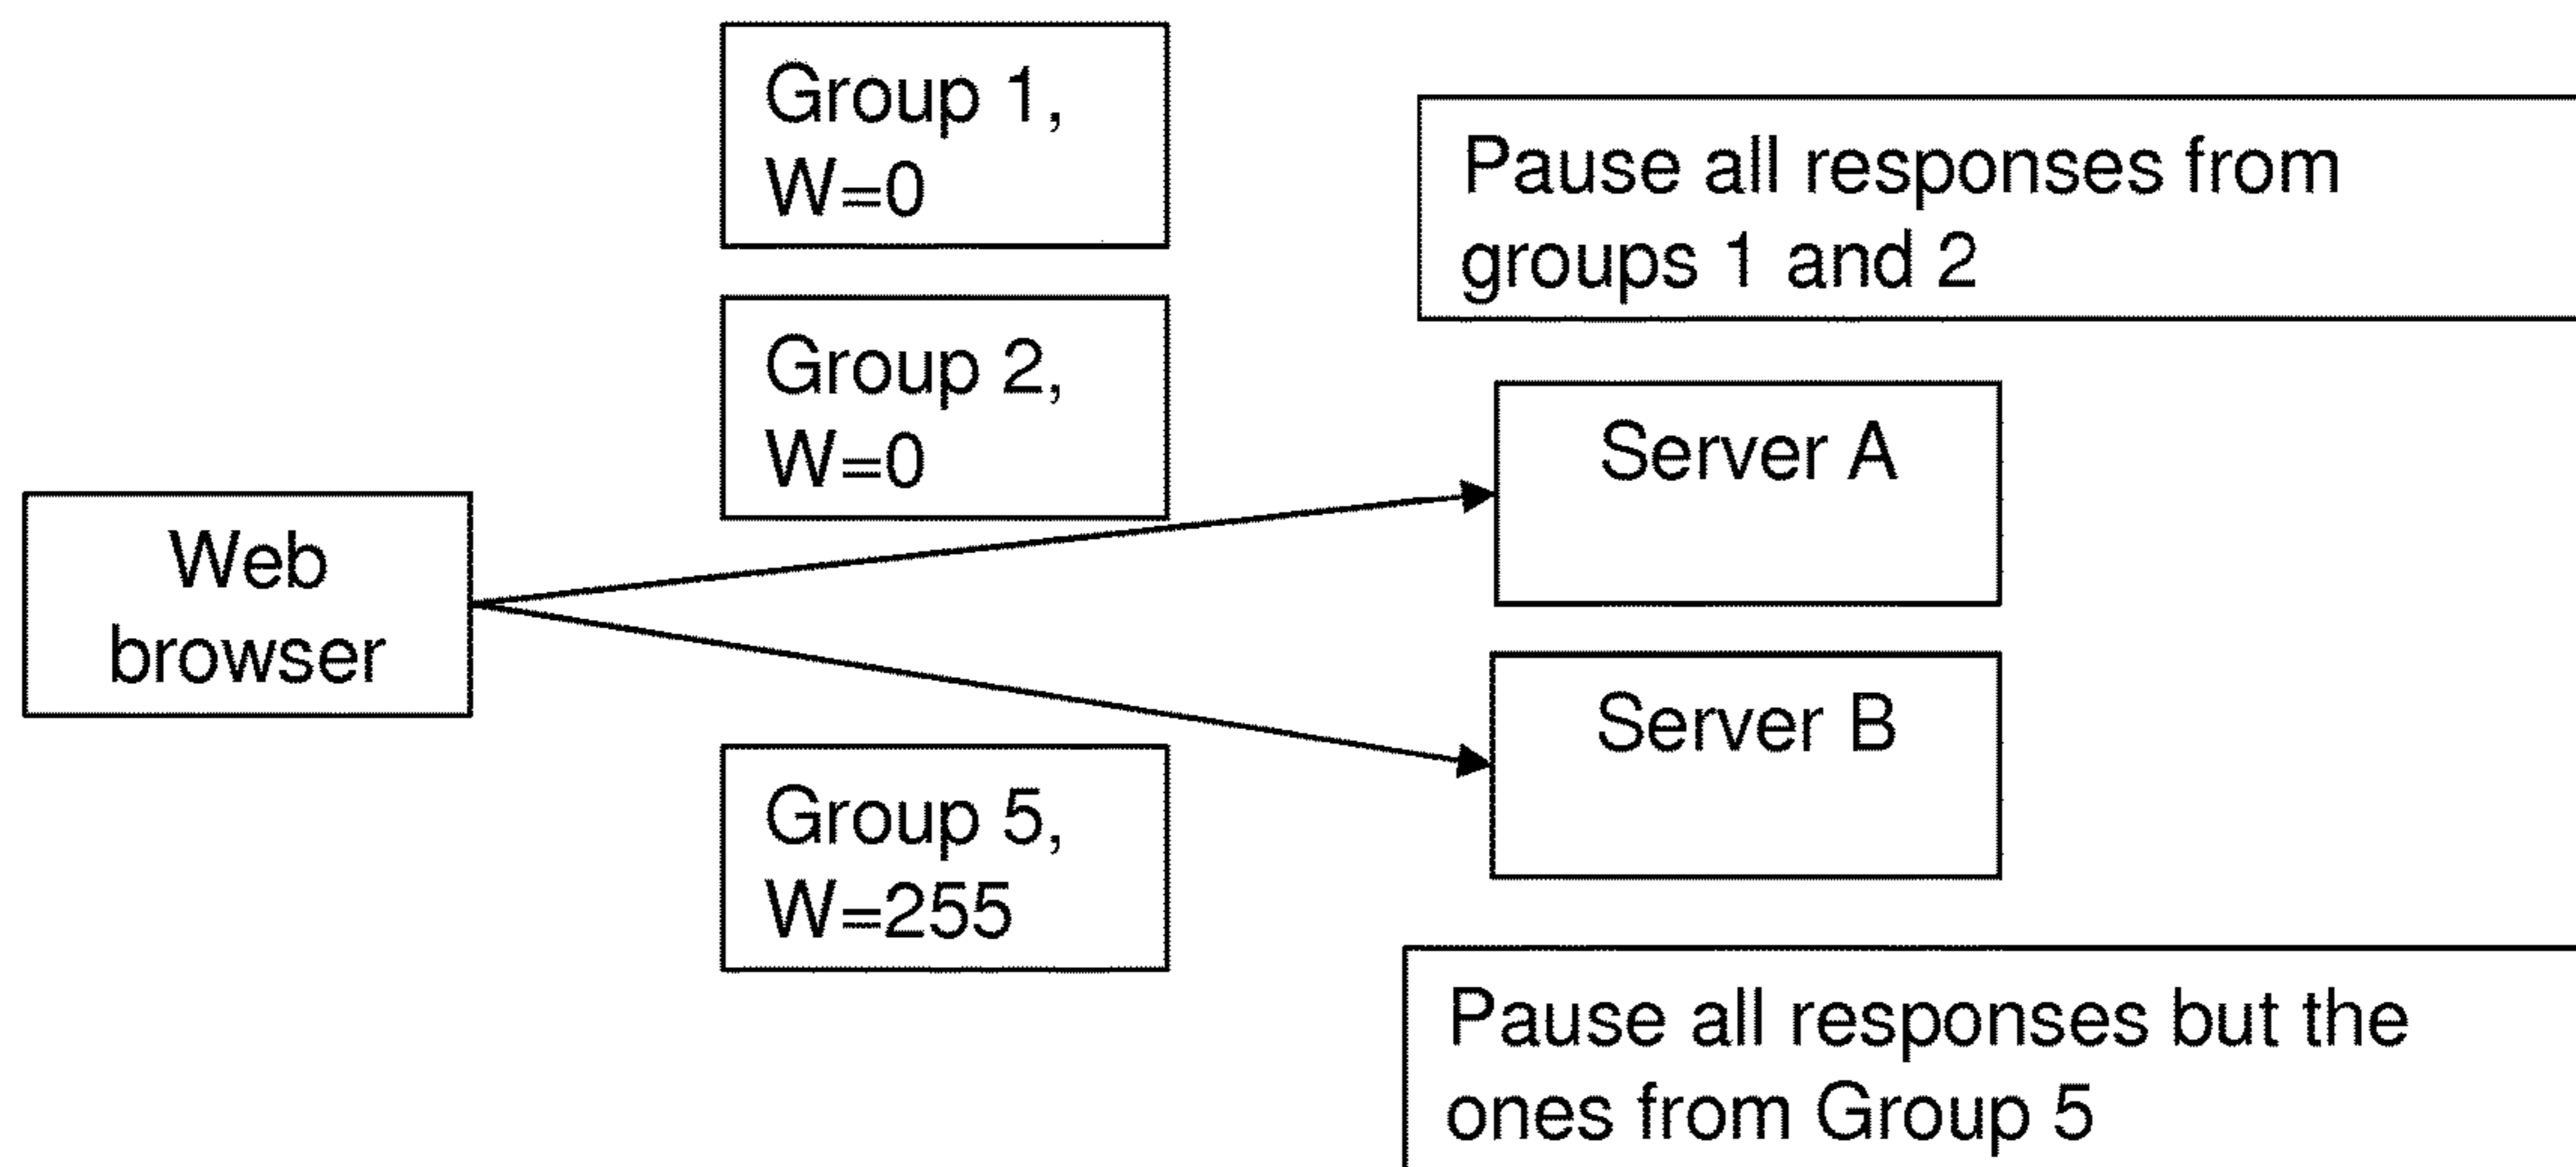 Group 1,
W=0
Pause all responses from
groups 1 and 2
Group 2,
W=0
Server A
Web
browser
Server B
Group 5,
W=255
Pause all responses but the
ones from Group 5